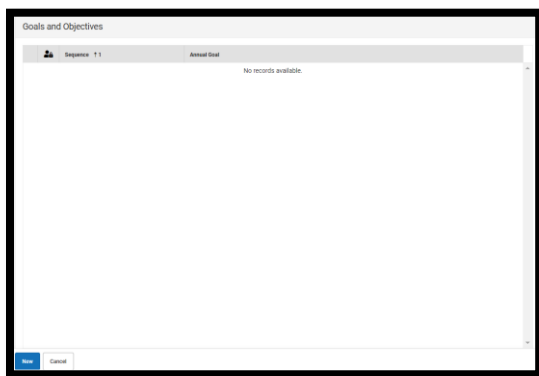 Goals and Objectives
Sequence ↑ 1 Annual Goal
No records available.
New Cancel